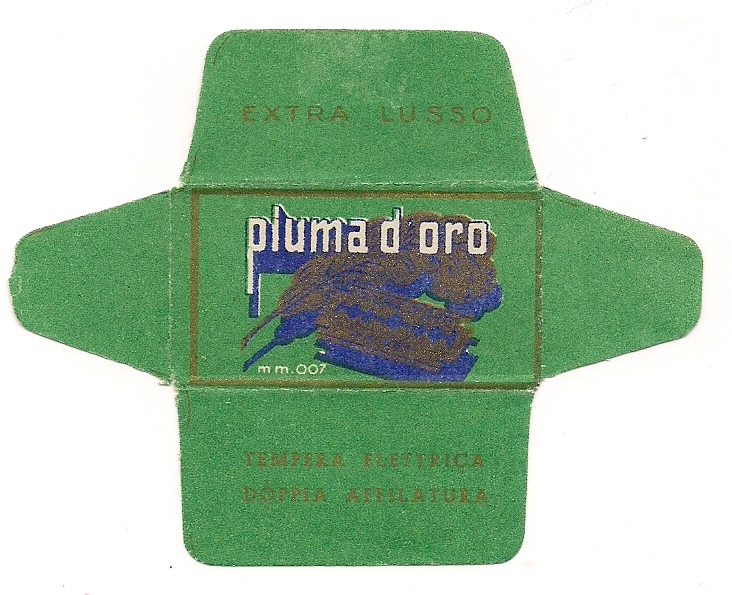 EXTRA LUSSO
pluma d oro
mm.007
TEMPERA ELETTRICA
DOPPIA AFFILATURA